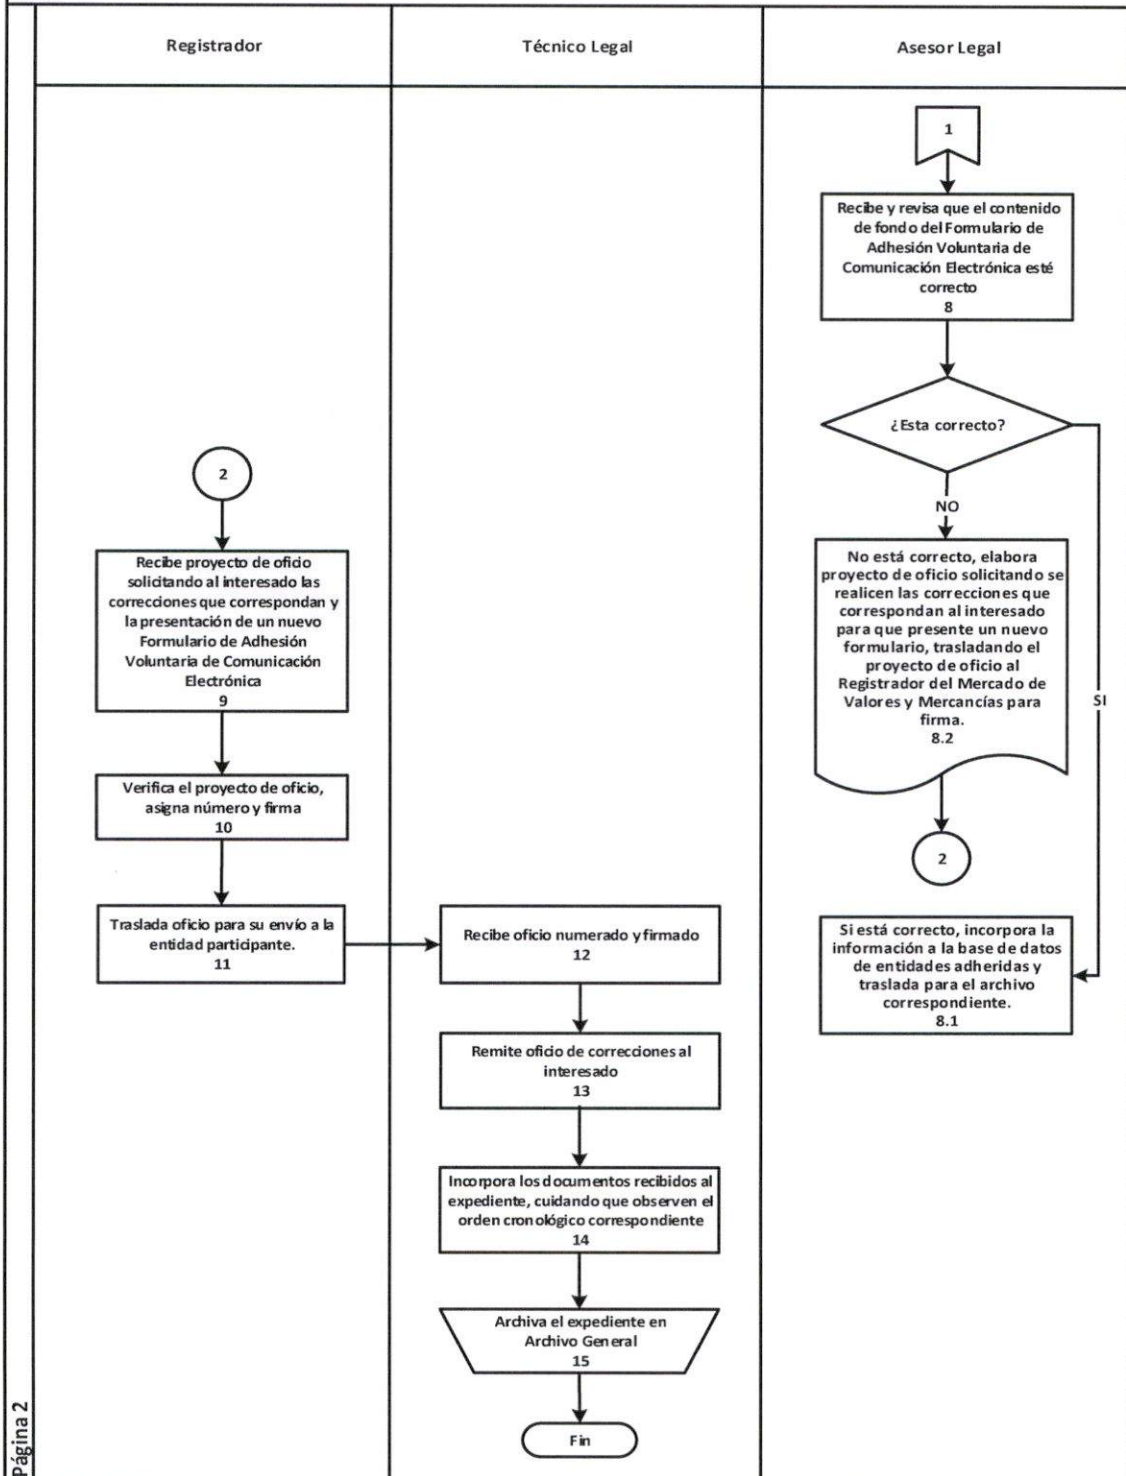 Registrador
Técnico Legal
Asesor Legal
1
Recibe y revisa que el contenido
de fondo del Formulario de
Adhesión Voluntaria de
Comunicación Electrónica esté
correcto
8
¿Esta correcto?
NO
SI
No está correcto, elabora
proyecto de oficio solicitando se
realicen las correcciones que
correspondan al interesado
para que presente un nuevo
formulario, trasladando el
proyecto de oficio al
Registrador del Mercado de
Valores y Mercancías para
firma.
8.2
2
Si está correcto, incorpora la
información a la base de datos
de entidades adheridas y
traslada para el archivo
correspondiente.
8.1
2
Recibe proyecto de oficio
solicitando al interesado las
correcciones que correspondan y
la presentación de un nuevo
Formulario de Adhesión
Voluntaria de Comunicación
Electrónica
9
Verifica el proyecto de oficio,
asigna número y firma
10
Traslada oficio para su envío a la
entidad participante.
11
Recibe oficio numerado y firmado
12
Remite oficio de correcciones al
interesado
13
Incorpora los documentos recibidos al
expediente, cuidando que observen el
orden cronológico correspondiente
14
Archiva el expediente en
Archivo General
15
Fin
Página 2